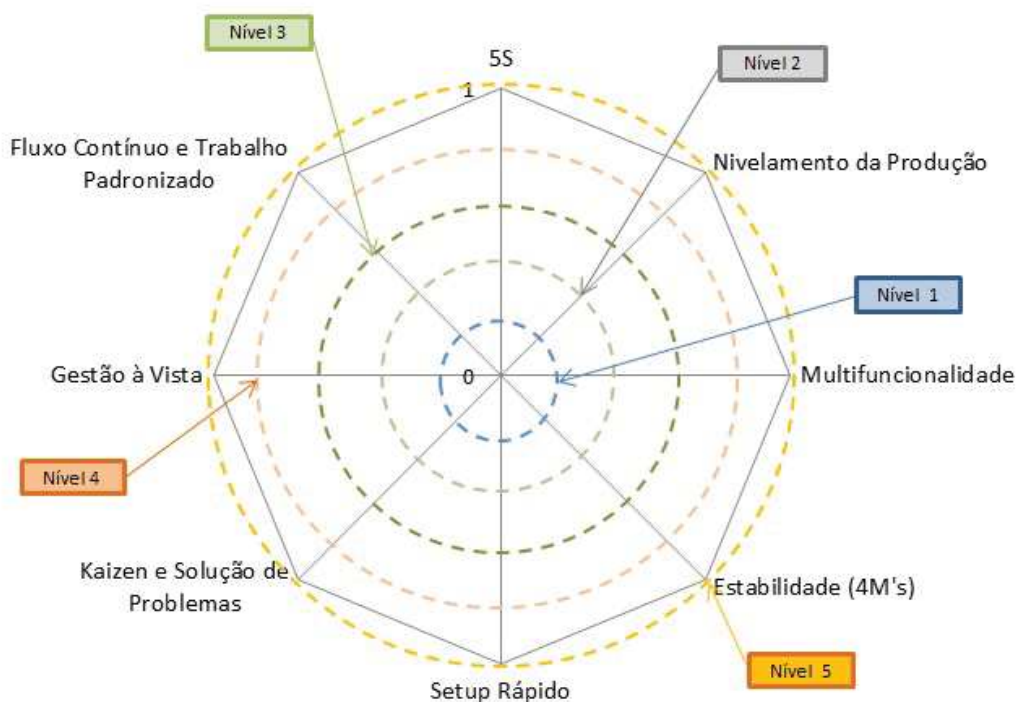 Nível 3
5S
Nível 2
1
Fluxo Contínuo e Trabalho
Padronizado
Nivelamento da Produção
Nível 1
Gestão à Vista
0
Multifuncionalidade
Nível 4
Kaizen e Solução de
Problemas
Estabilidade (4M's)
Nível 5
Setup Rápido